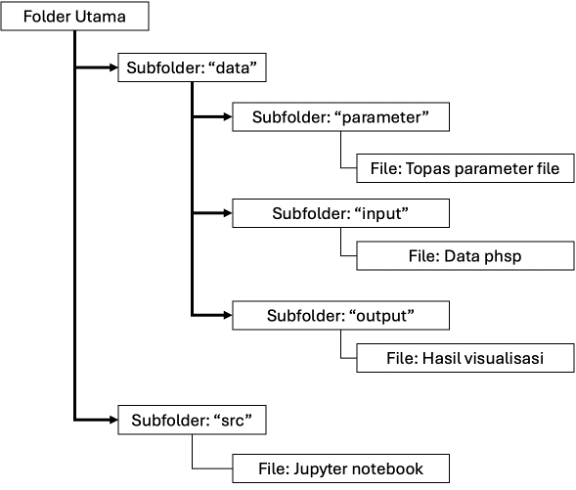 Folder Utama
Subfolder: “data”
Subfolder: “parameter”
File: Topas parameter file
Subfolder: “input”
File: Data phsp
Subfolder: “output”
File: Hasil visualisasi
Subfolder: “src”
File: Jupyter notebook